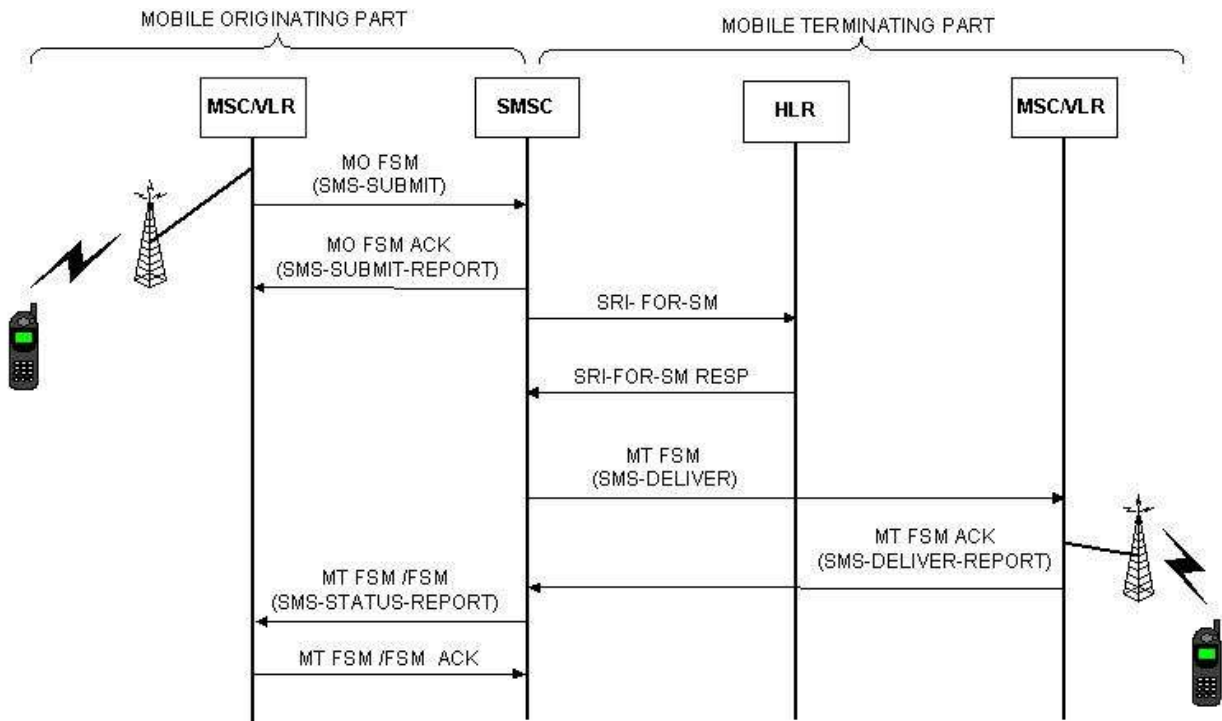 MOBILE ORIGINATING PART
MOBILE TERMINATING PART
MSC/VLR
SMSC
HLR
MSC/VLR
MO FSM
(SMS-SUBMIT)
MO FSM ACK
(SMS-SUBMIT-REPORT)
SRI- FOR-SM
SRI-FOR-SM RESP
MT FSM
(SMS-DELIVER)
MT FSM ACK
(SMS-DELIVER-REPORT)
MT FSM /FSM
(SMS-STATUS-REPORT)
MT FSM /FSM ACK